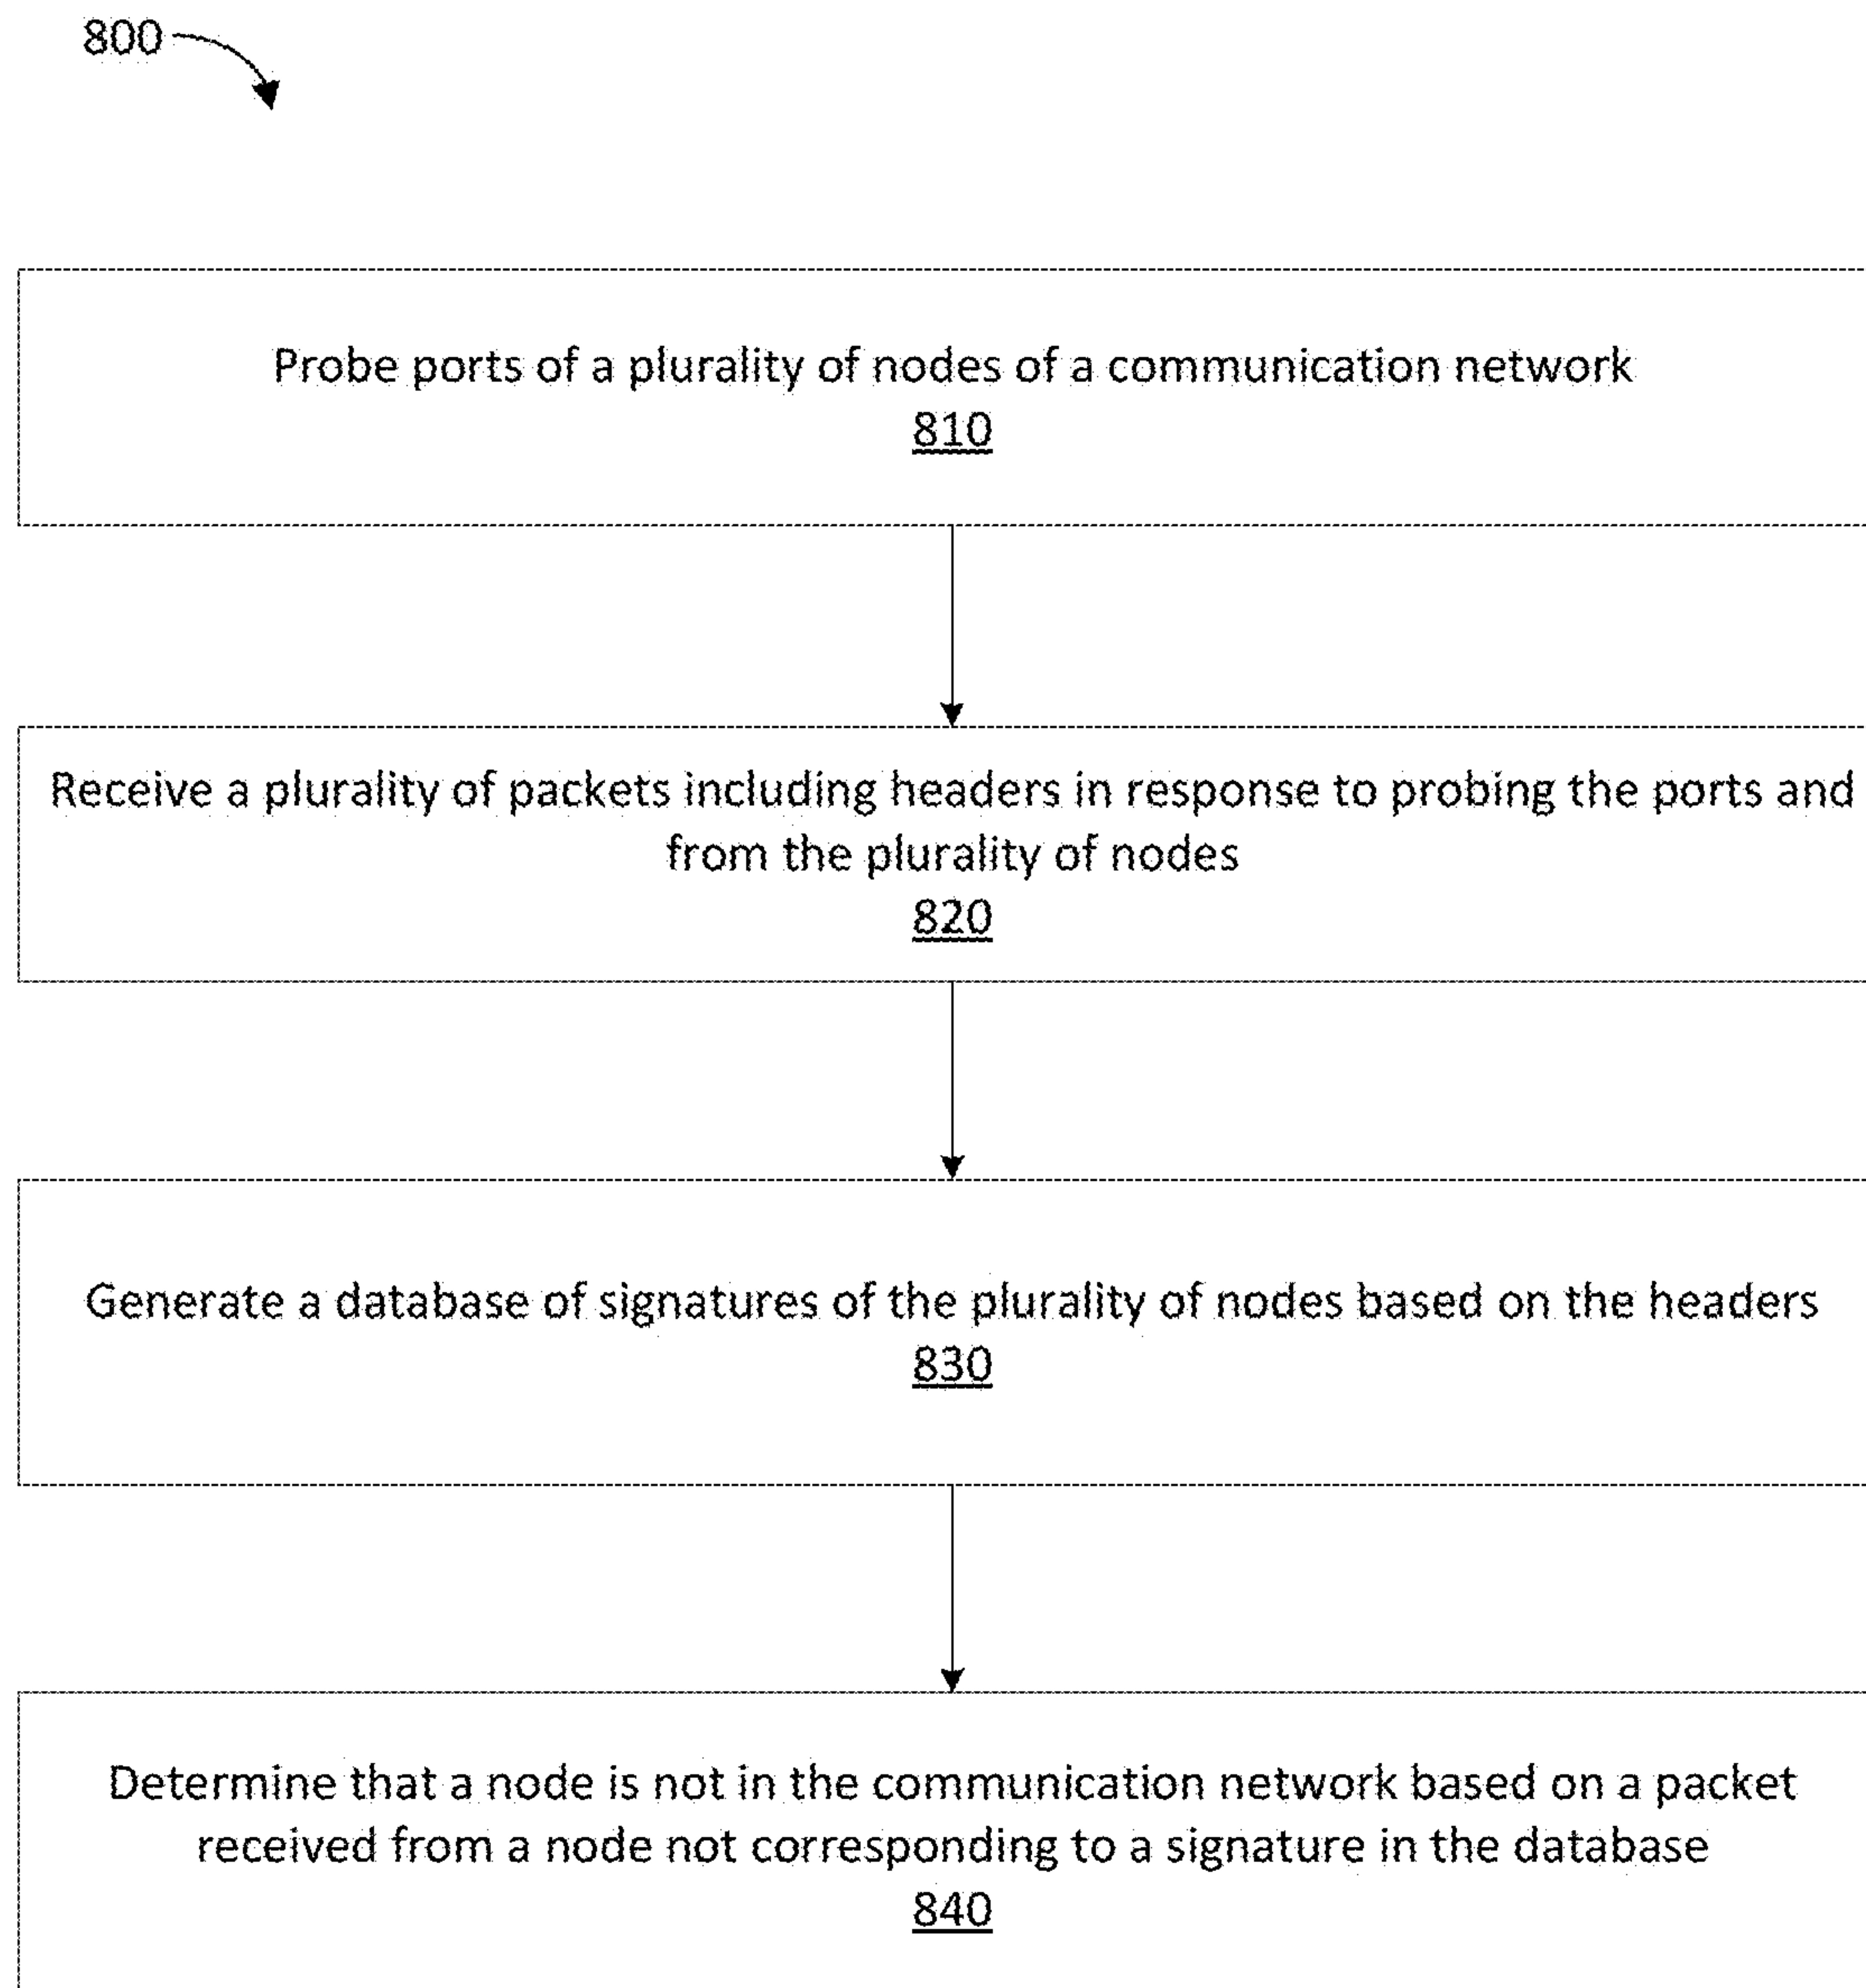 800
Probe ports of a plurality of nodes of a communication network
810
Receive a plurality of packets including headers in response to probing the ports and
from the plurality of nodes
820
Generate a database of signatures of the plurality of nodes based on the headers
830
Determine that a node is not in the communication network based on a packet
received from a node not corresponding to a signature in the database
840